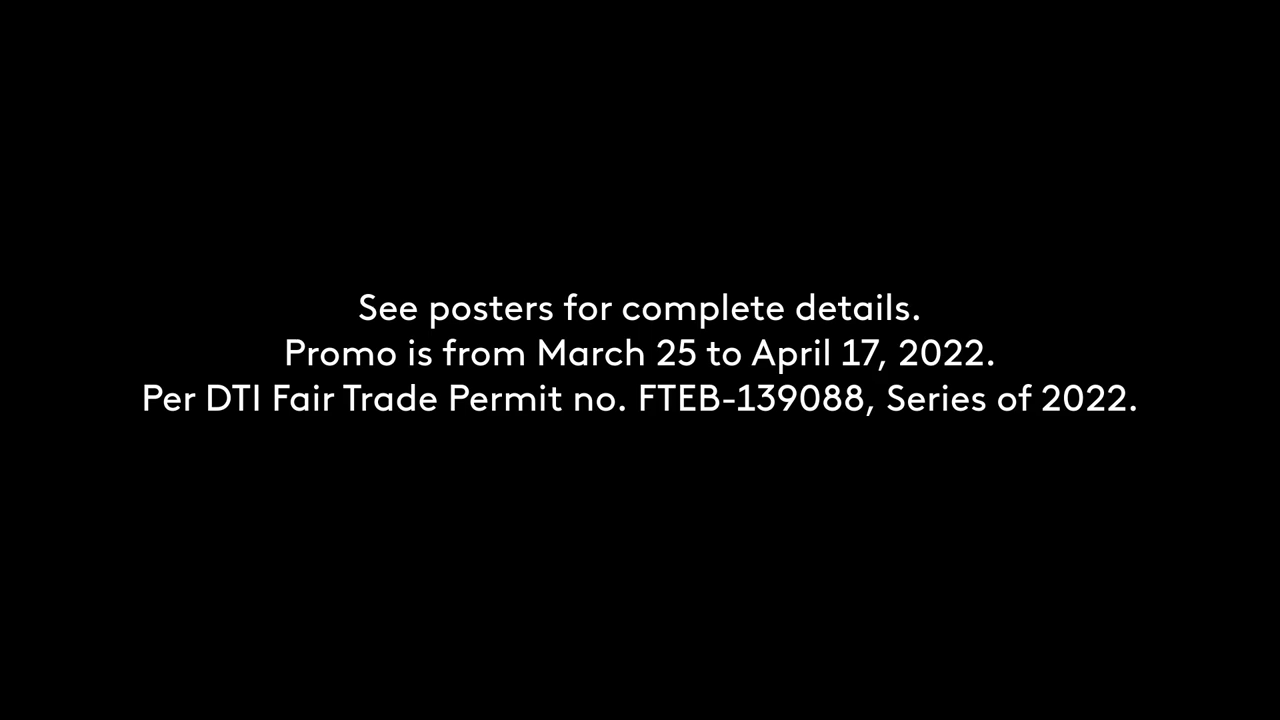 See posters for complete details.
Promo is from March 25 to April 17, 2022.
Per DTI Fair Trade Permit no. FTEB-139088, Series of 2022.